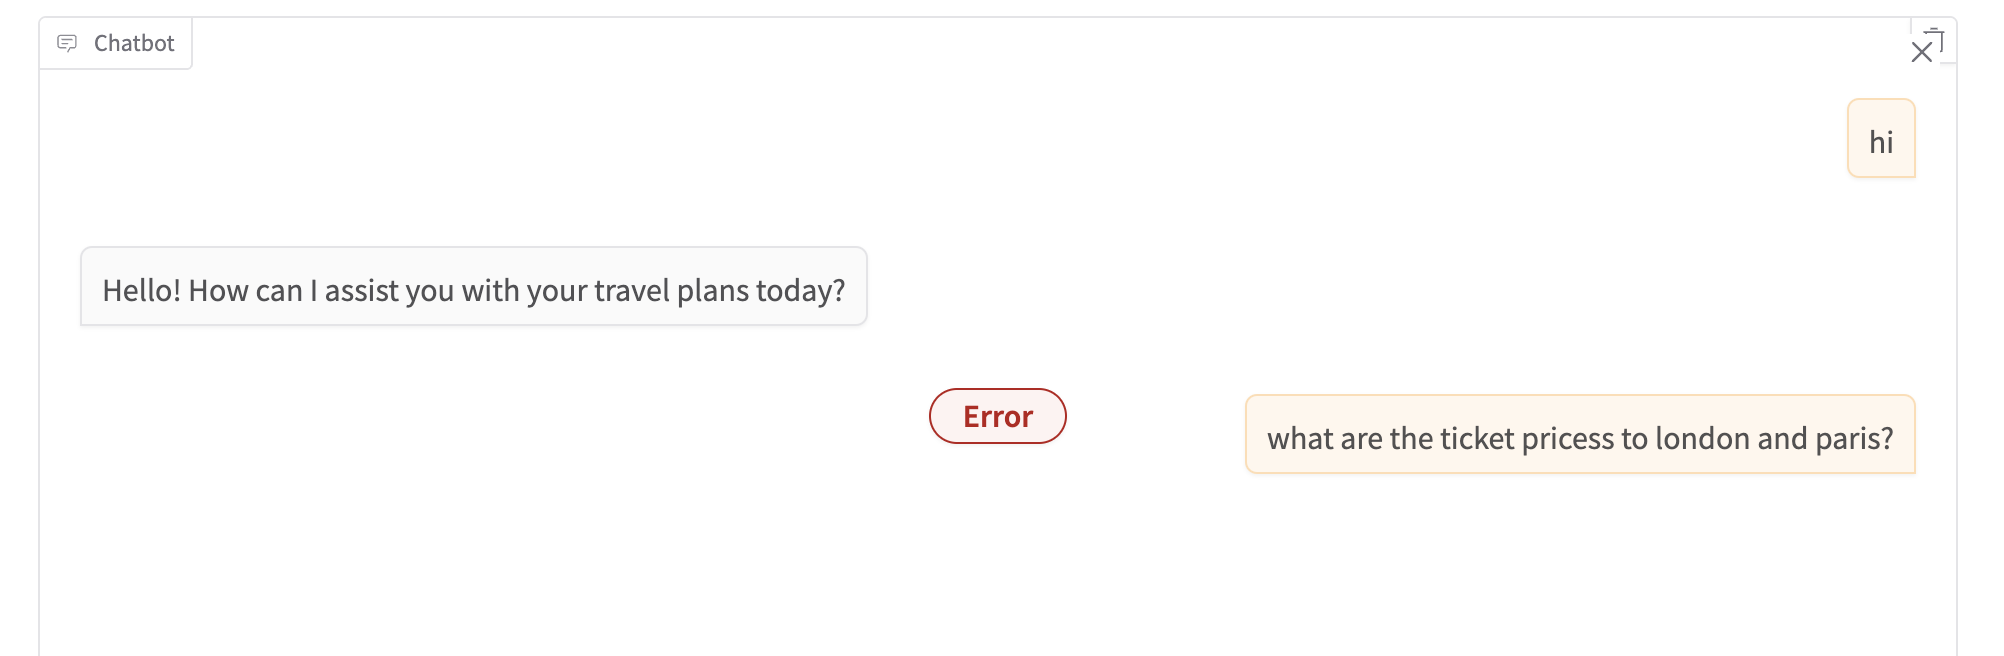 Chatbot
hi
Hello! How can I assist you with your travel plans today?
Error
what are the ticket pricess to london and paris?